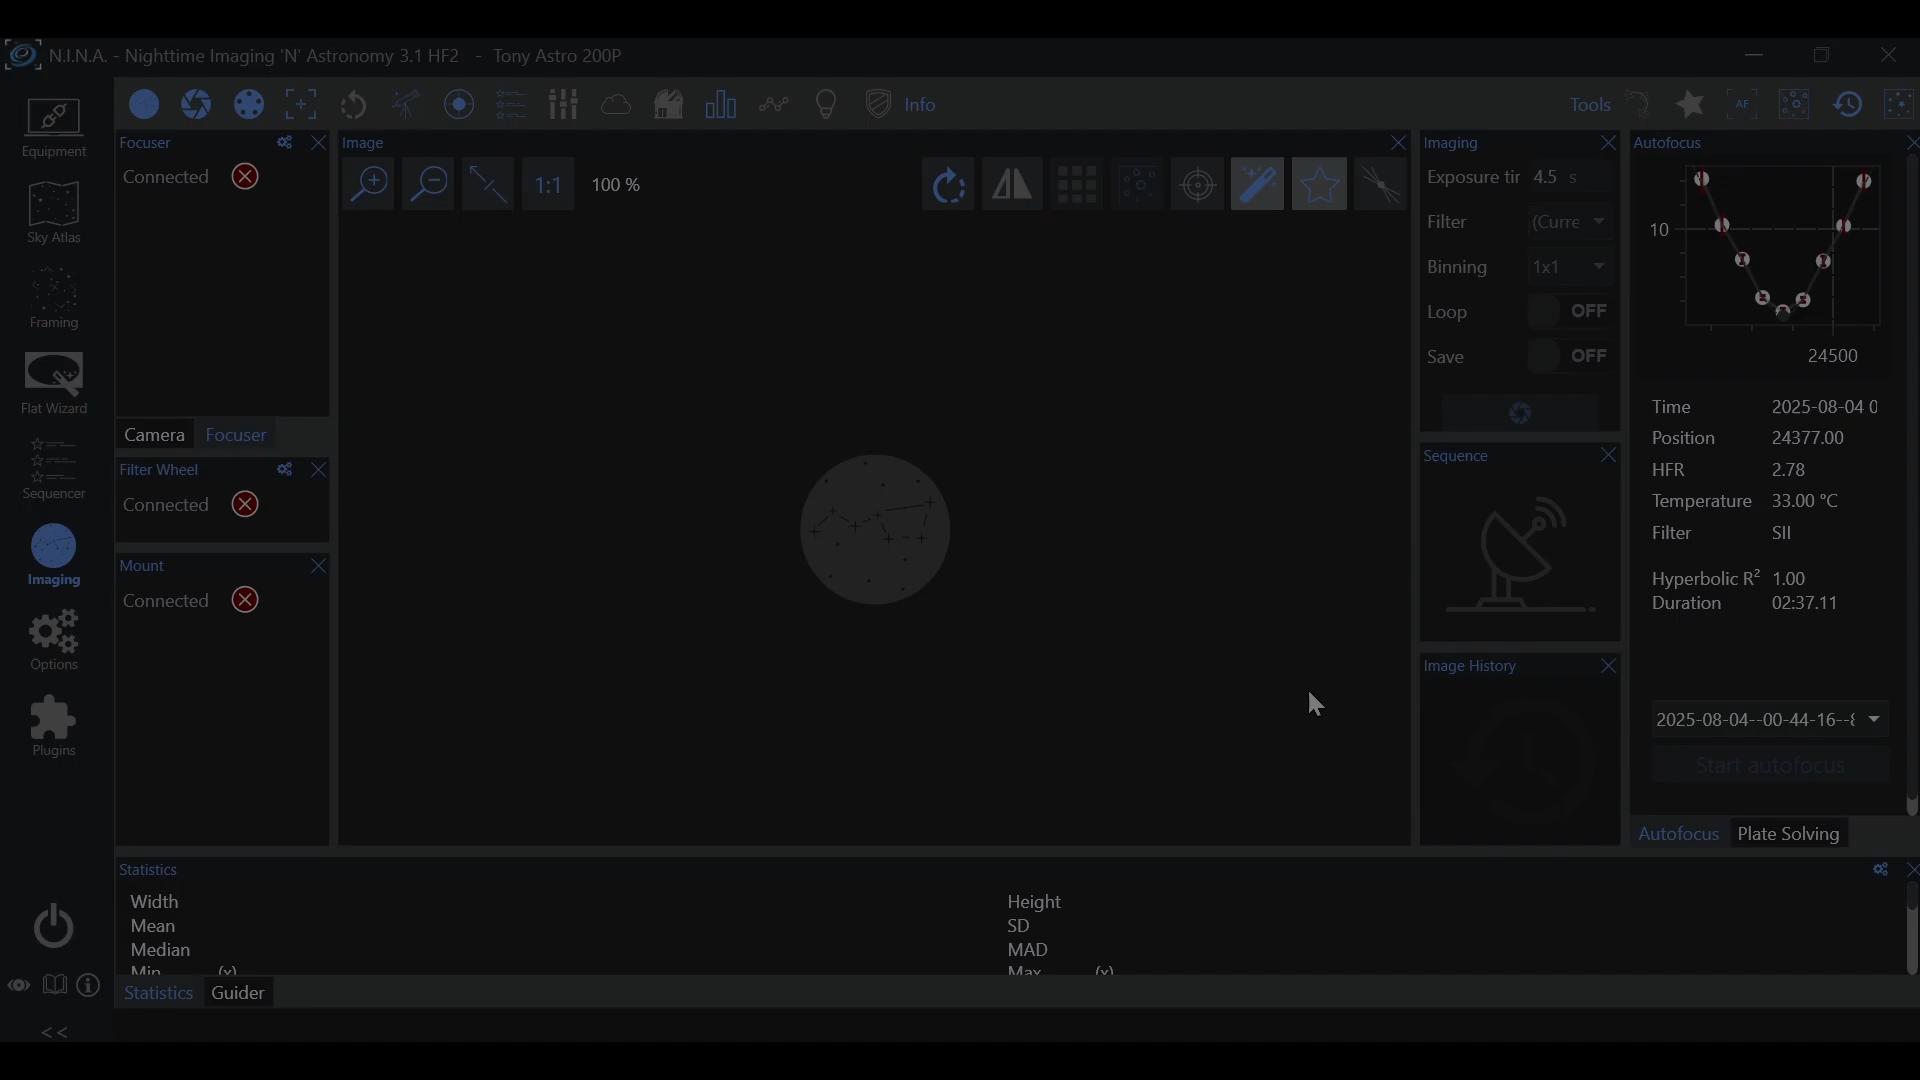 N.I.N.A. - Nighttime Imaging 'N' Astronomy 3.1 HF2 - Tony Astro 200P
Info
Tools
AF
Equipment
Sky Atlas
Framing
Flat Wizard
Sequencer
Imaging
Options
Plugins
<<
Focuser
Connected
Camera Focuser
Filter Wheel
Connected
Mount
Connected
Image
1:1 100 %
Imaging
Exposure tir 4.5 s
Filter (Curre
Binning 1x1
Loop OFF
Save OFF
Sequence
Image History
Autofocus
10
24500
Time 2025-08-04 0
Position 24377.00
HFR 2.78
Temperature 33.00 °C
Filter SII
Hyperbolic R² 1.00
Duration 02:37.11
2025-08-04--00-44-16--
Start autofocus
Autofocus Plate Solving
Statistics
Width Height
Mean SD
Median MAD
Min (x) Max (x)
Statistics Guider